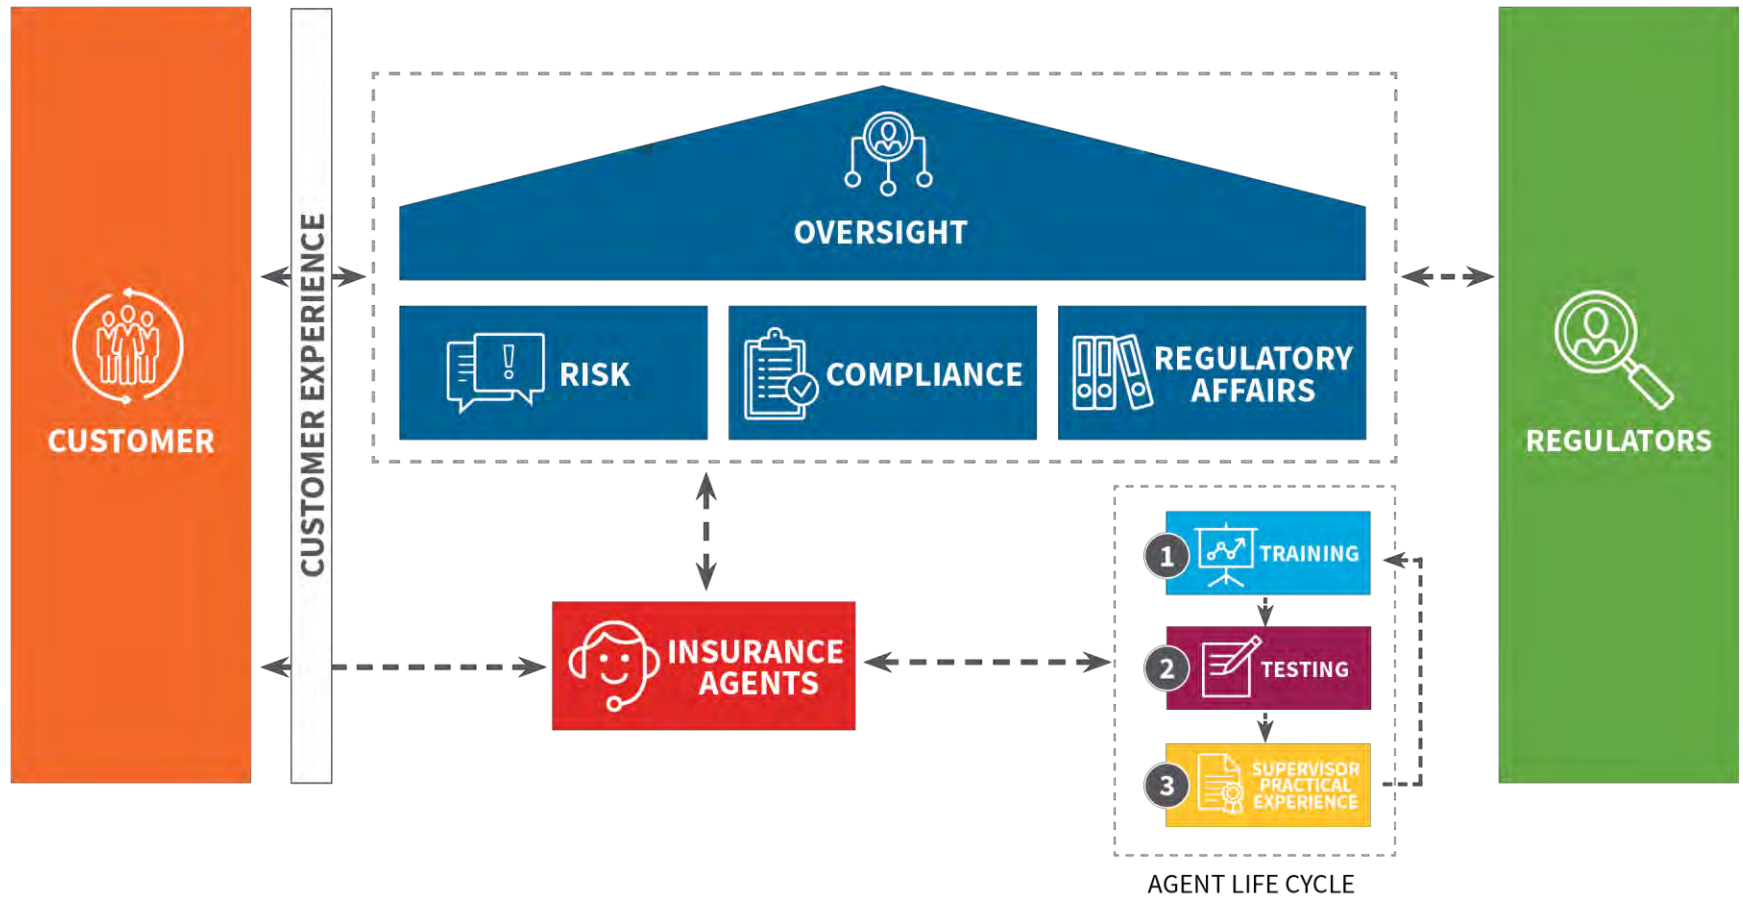 CUSTOMER
CUSTOMER EXPERIENCE
OVERSIGHT
RISK
COMPLIANCE
REGULATORY
AFFAIRS
REGULATORS
INSURANCE
AGENTS
1
TRAINING
2
TESTING
3
SUPERVISOR
PRACTICAL
EXPERIENCE
AGENT LIFE CYCLE